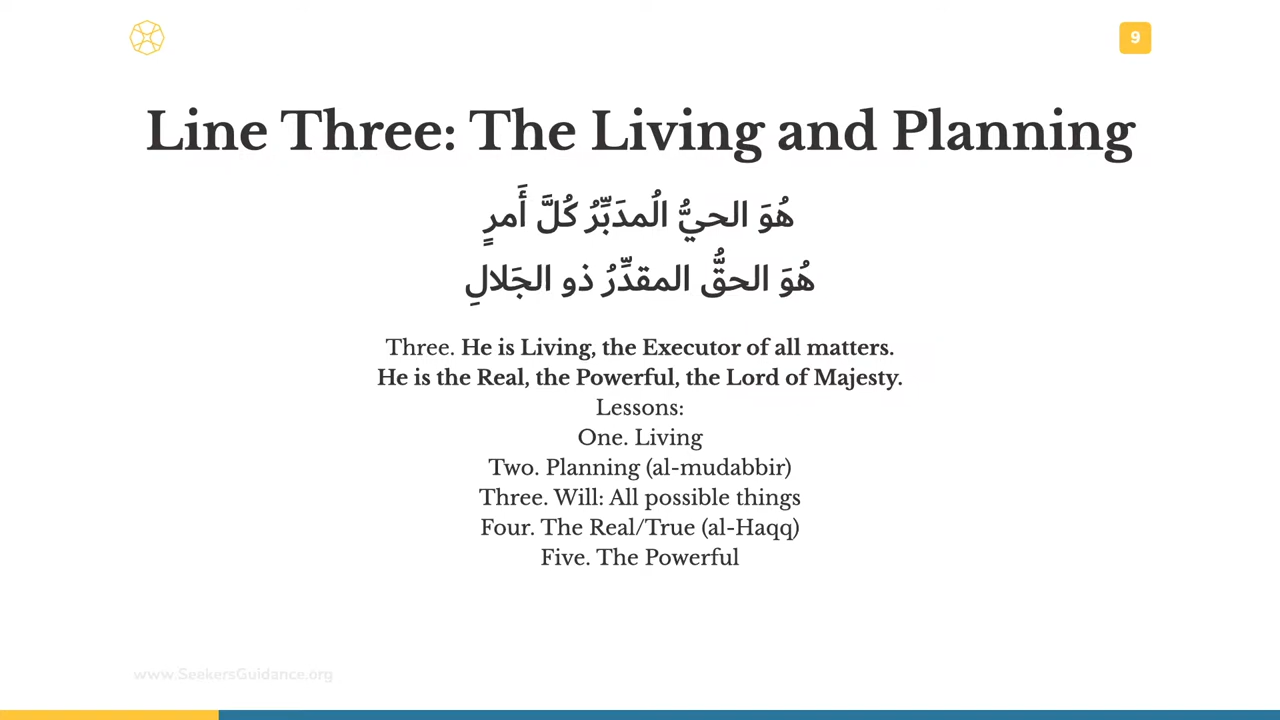 9
Line Three: The Living and Planning
هُوَ الحيُّ الُمدَبِّرُ كُلَّ أَمرٍ
هُوَ الحقُّ المقدِّرُ ذو الجَلالِ
Three. He is Living, the Executor of all matters.
He is the Real, the Powerful, the Lord of Majesty.
Lessons:
One. Living
Two. Planning (al-mudabbir)
Three. Will: All possible things
Four. The Real/True (al-Haqq)
Five. The Powerful
www.SeekersGuidance.org